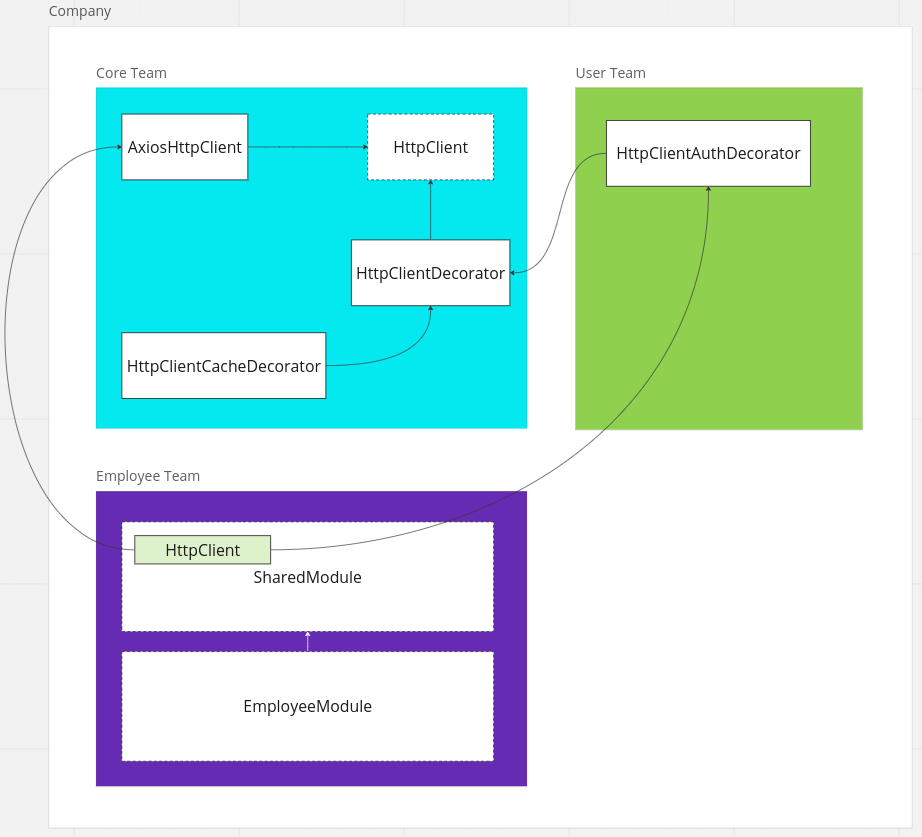 Company
Core Team
User Team
AxiosHttpClient
HttpClient
HttpClientAuthDecorator
HttpClientDecorator
HttpClientCacheDecorator
Employee Team
HttpClient
SharedModule
EmployeeModule